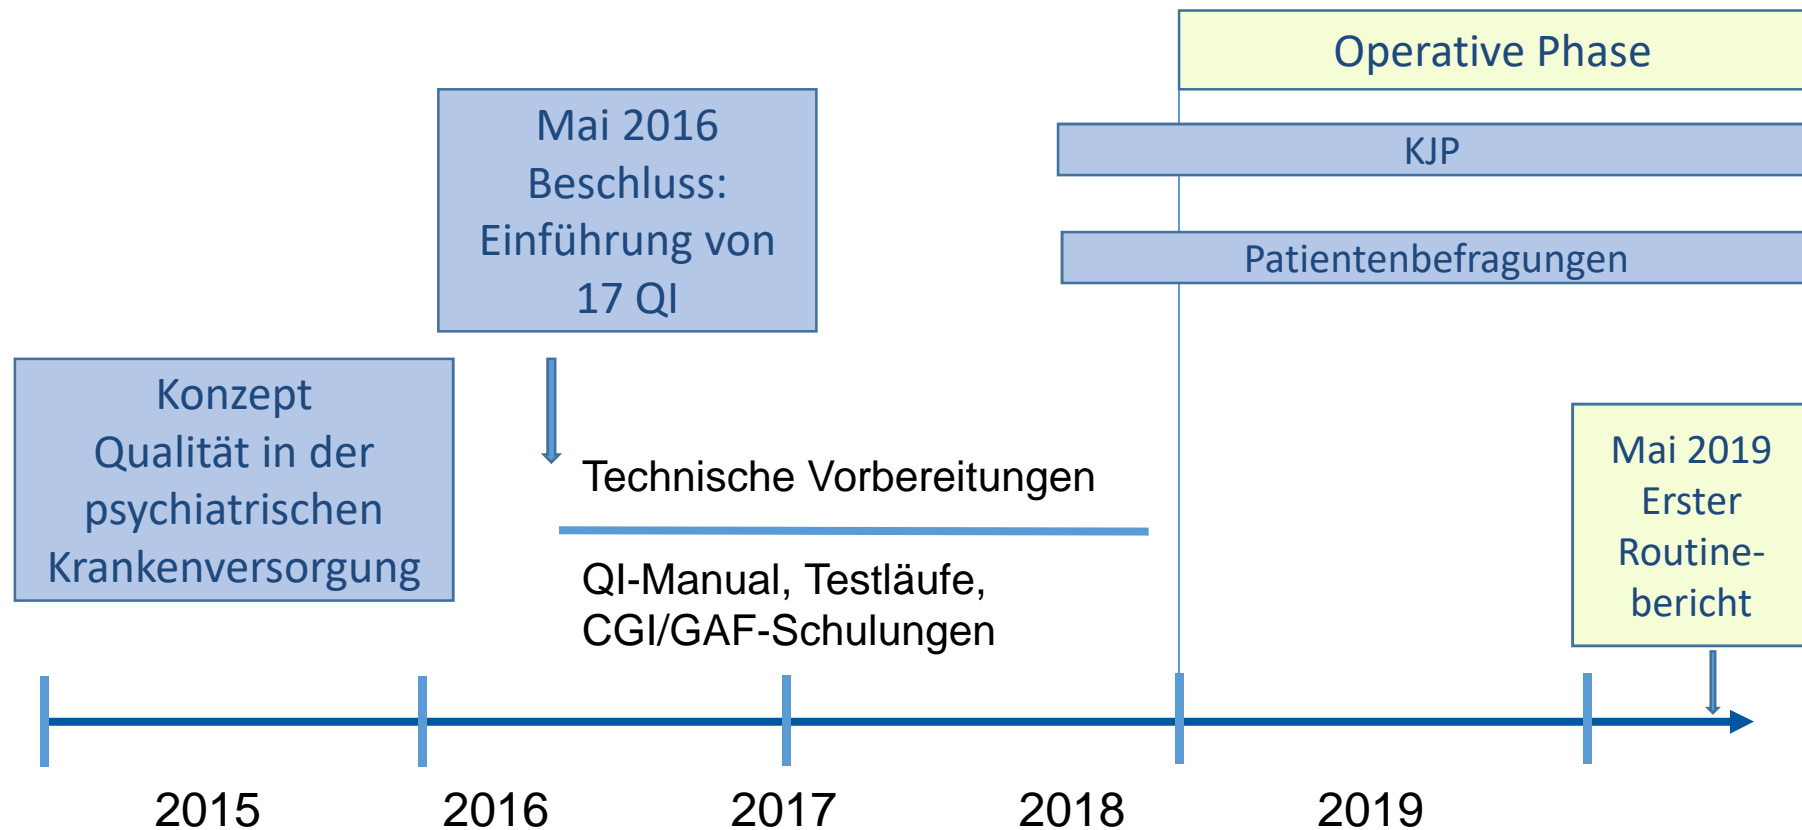 Operative Phase
Mai 2016
Beschluss:
Einführung von
17 QI
KJP
Patientenbefragungen
Konzept
Qualität in der
psychiatrischen
Krankenversorgung
Technische Vorbereitungen
QI-Manual, Testläufe,
CGI/GAF-Schulungen
Mai 2019
Erster
Routine-
bericht
2015
2016
2017
2018
2019